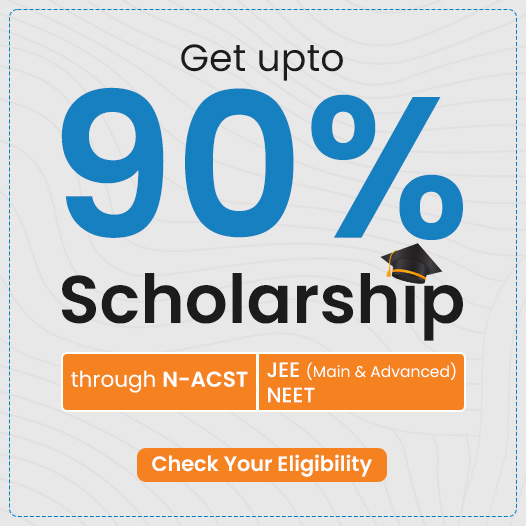 Get upto
90%
Scholarship
through N-ACST
JEE (Main & Advanced)
NEET
Check Your Eligibility